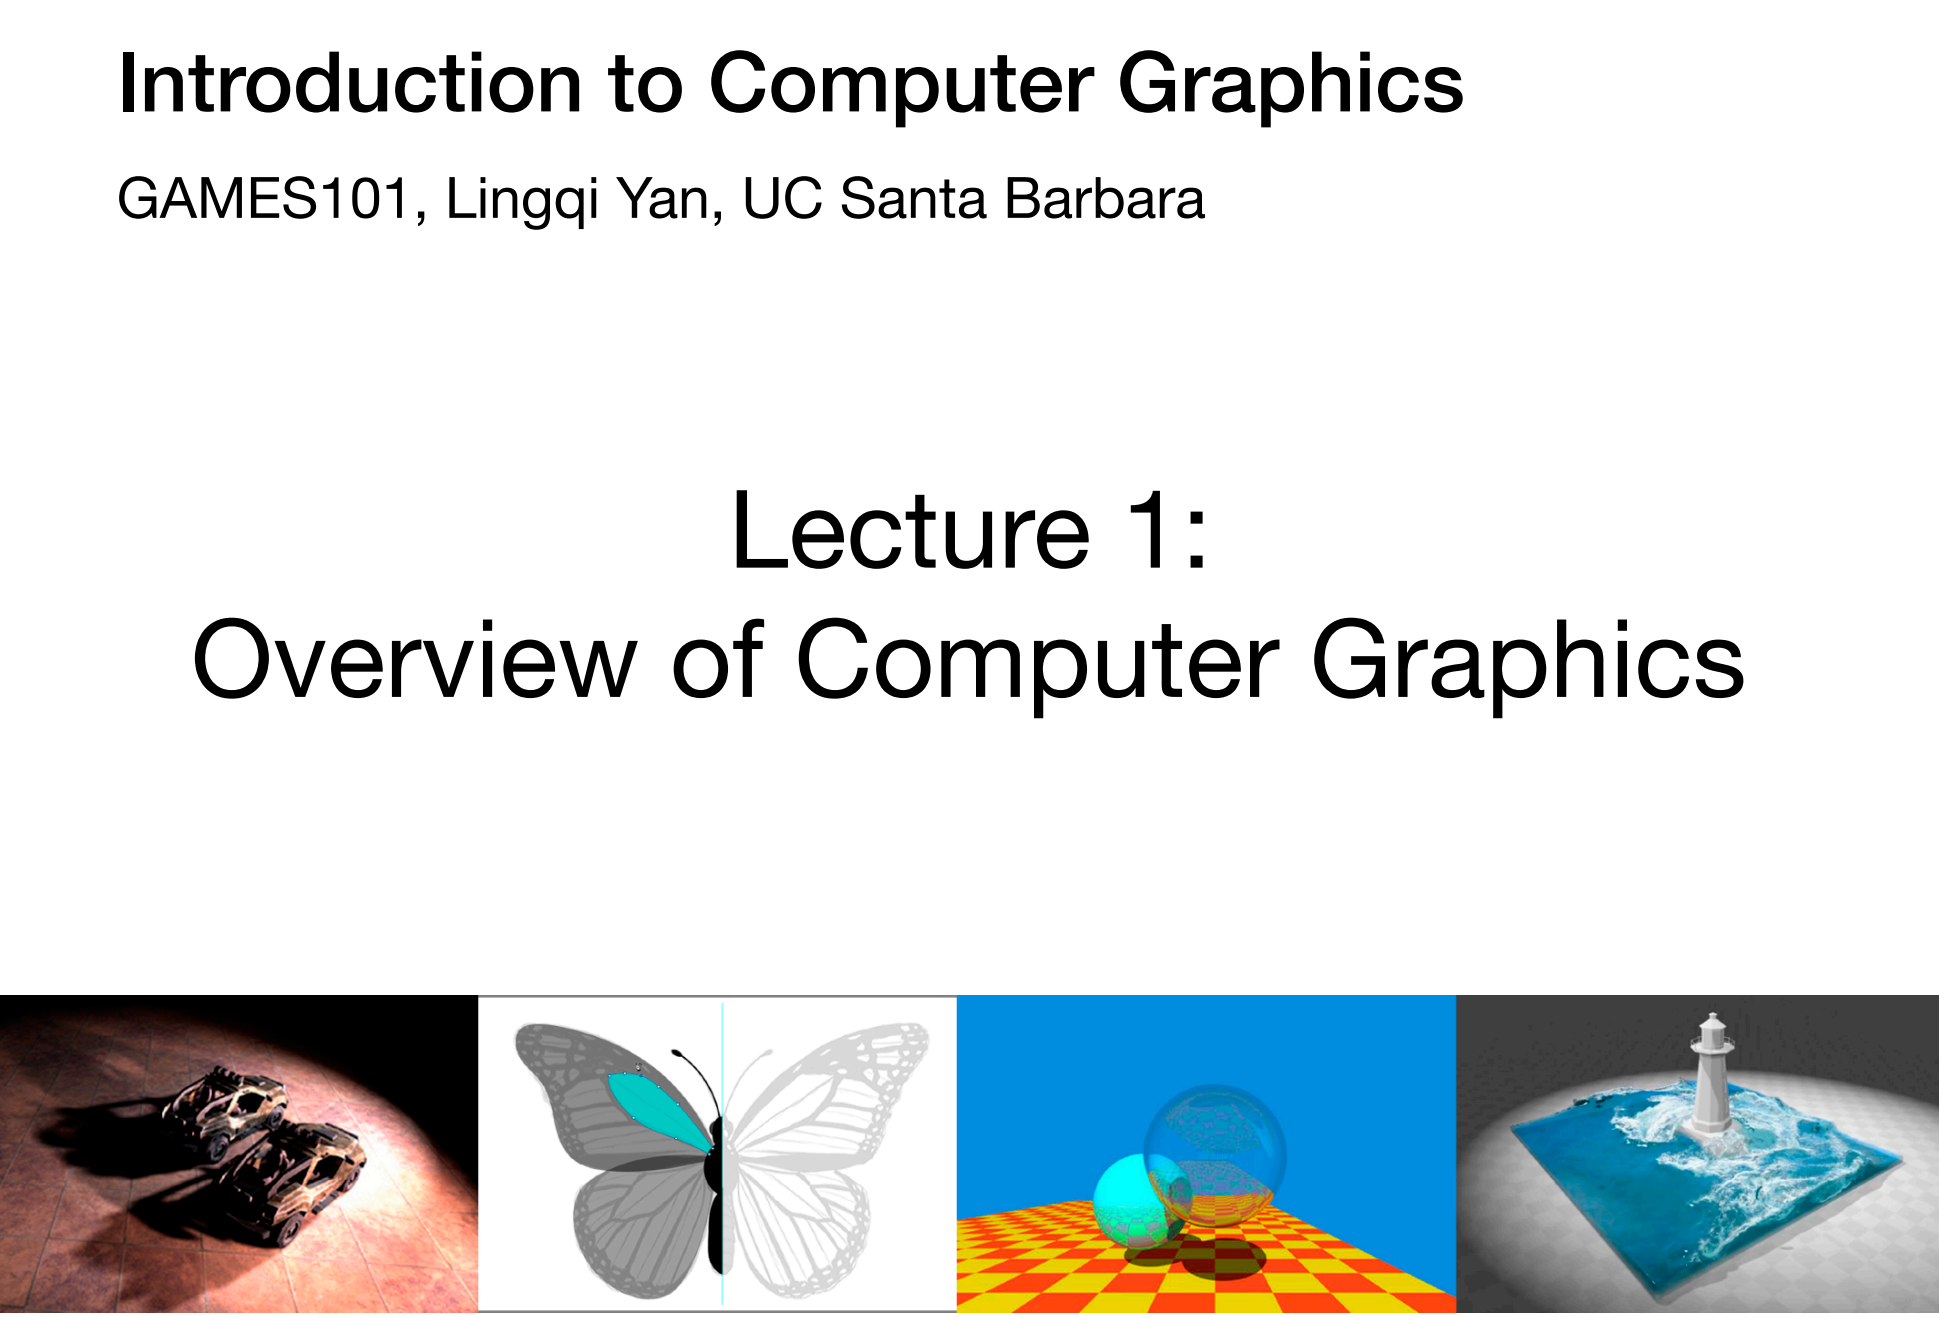 Introduction to Computer Graphics
GAMES101, Lingqi Yan, UC Santa Barbara
Lecture 1:
Overview of Computer Graphics